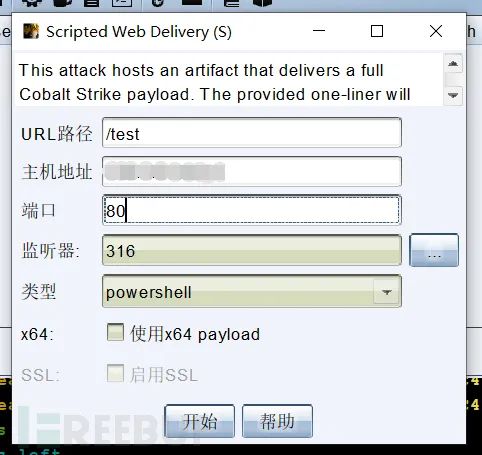 Scripted Web Delivery (S)
This attack hosts an artifact that delivers a full
Cobalt Strike payload. The provided one-liner will
URL路径 /test
主机地址
端口 80
监听器: 316 ...
类型 powershell
x64: 使用x64 payload
SSL: 启用SSL
开始 帮助
REEBUF
left